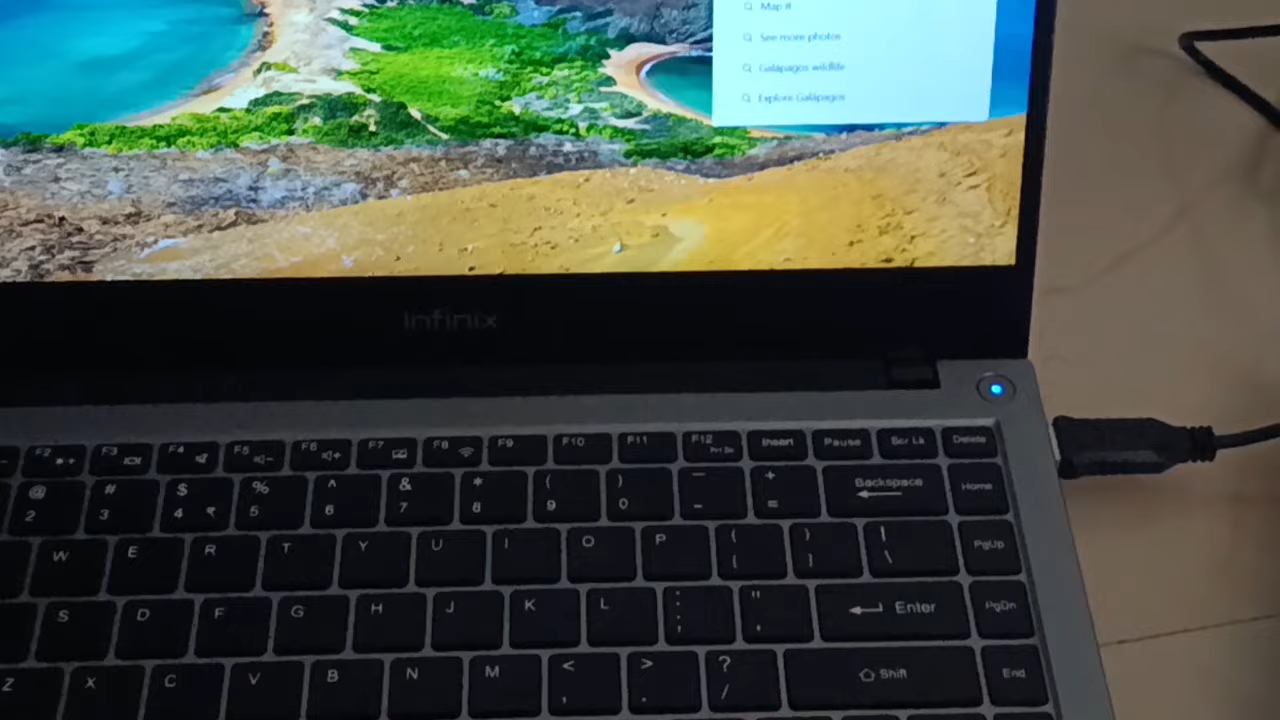 Map it
See more photos
Galápagos wildlife
Explore Galápagos
Infinix
F2 F3 F4 F5 F6 F7 F8 F9 F10 F11 F12 Insert Pause Scr Lk Delete
@ 2 # 3 $ 4 ₹ % 5 ^ 6 & 7 * 8 ( 9 ) 0 — - + = Backspace Home
W E R T Y U I O P { [ } ] | \ PgUp
S D F G H J K L : ; " ' Enter PgDn
Z X C V B N M < , > . ? / Shift End